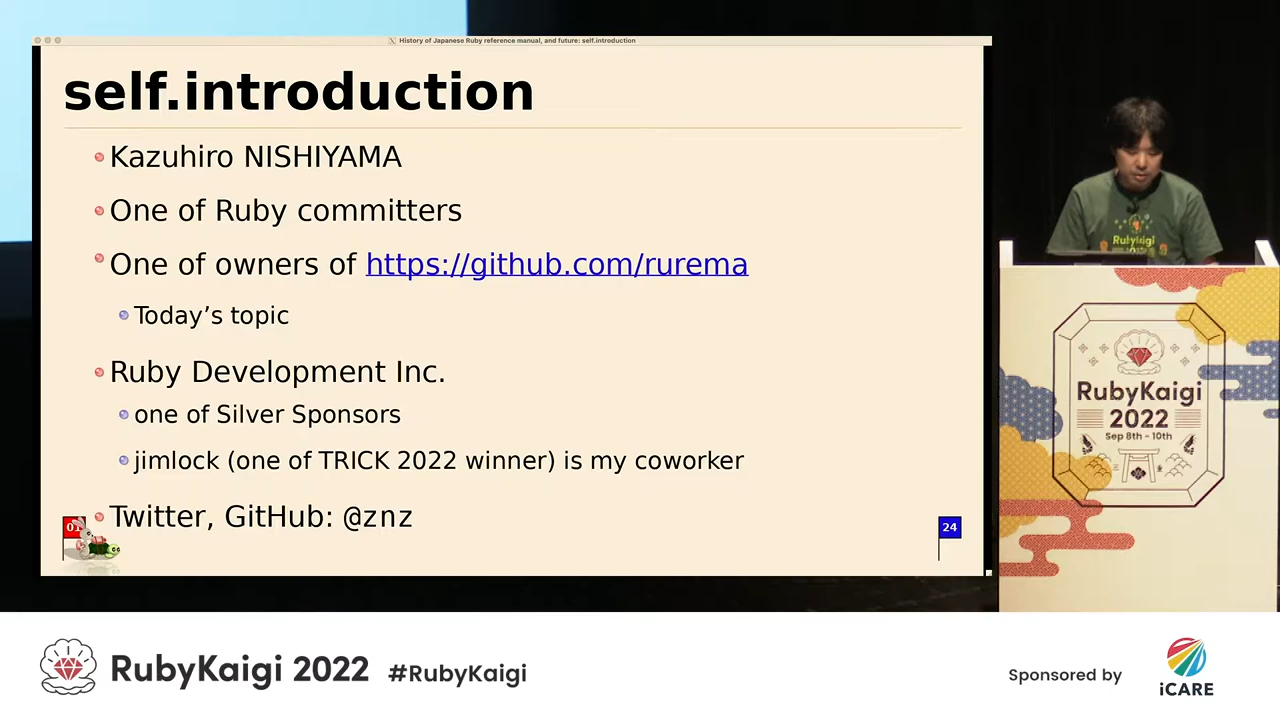 History of Japanese Ruby reference manual, and future: self.introduction
self.introduction
Kazuhiro NISHIYAMA
One of Ruby committers
One of owners of https://github.com/rurema
Today’s topic
Ruby Development Inc.
one of Silver Sponsors
jimlock (one of TRICK 2022 winner) is my coworker
Twitter, GitHub: @znz
01
24
RubyKaigi
RubyKaigi
2022
Sep 8th - 10th
RubyKaigi 2022 #RubyKaigi
Sponsored by
iCARE